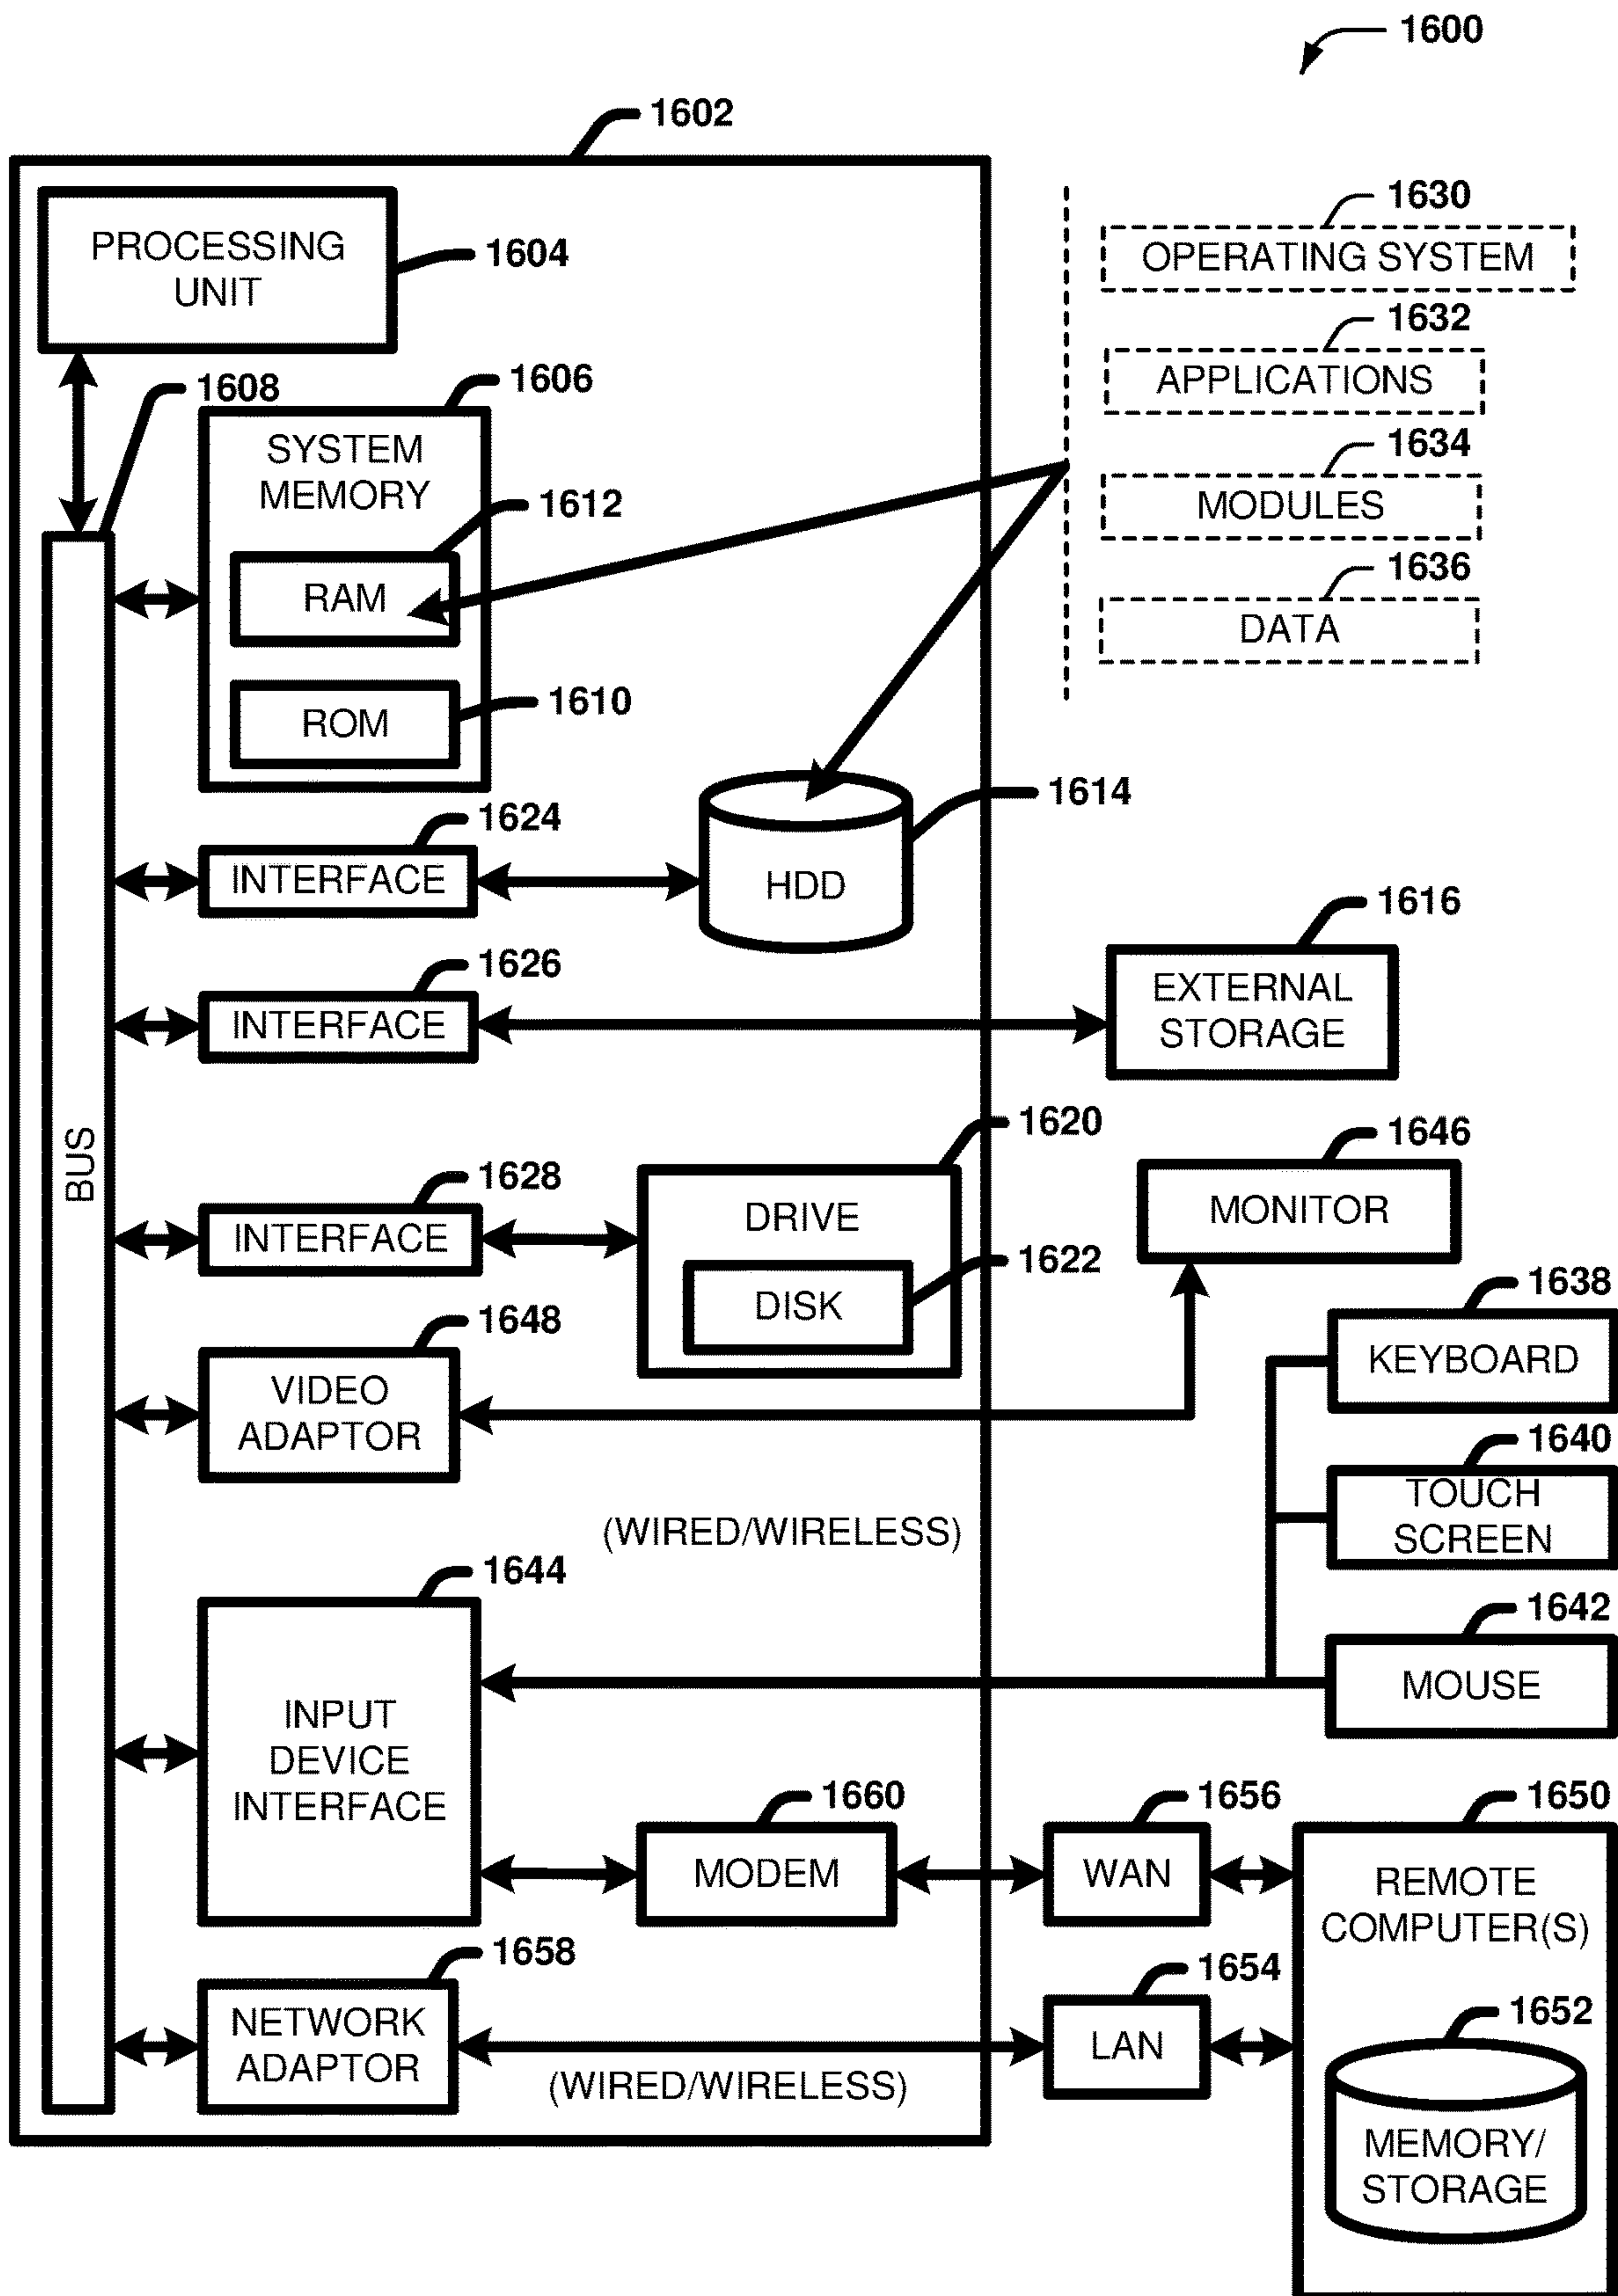 1600
1602
PROCESSING
UNIT
1604
1630
OPERATING SYSTEM
1632
APPLICATIONS
1634
MODULES
1636
DATA
1608
1606
SYSTEM
MEMORY
1612
RAM
1610
ROM
1624
INTERFACE
1614
HDD
1626
INTERFACE
1616
EXTERNAL
STORAGE
BUS
1628
INTERFACE
1620
DRIVE
1622
DISK
1646
MONITOR
1648
VIDEO
ADAPTOR
1638
KEYBOARD
1640
TOUCH
SCREEN
(WIRED/WIRELESS)
1642
MOUSE
1644
INPUT
DEVICE
INTERFACE
1660
MODEM
1656
WAN
1650
REMOTE
COMPUTER(S)
1658
NETWORK
ADAPTOR
(WIRED/WIRELESS)
1654
LAN
1652
MEMORY/
STORAGE